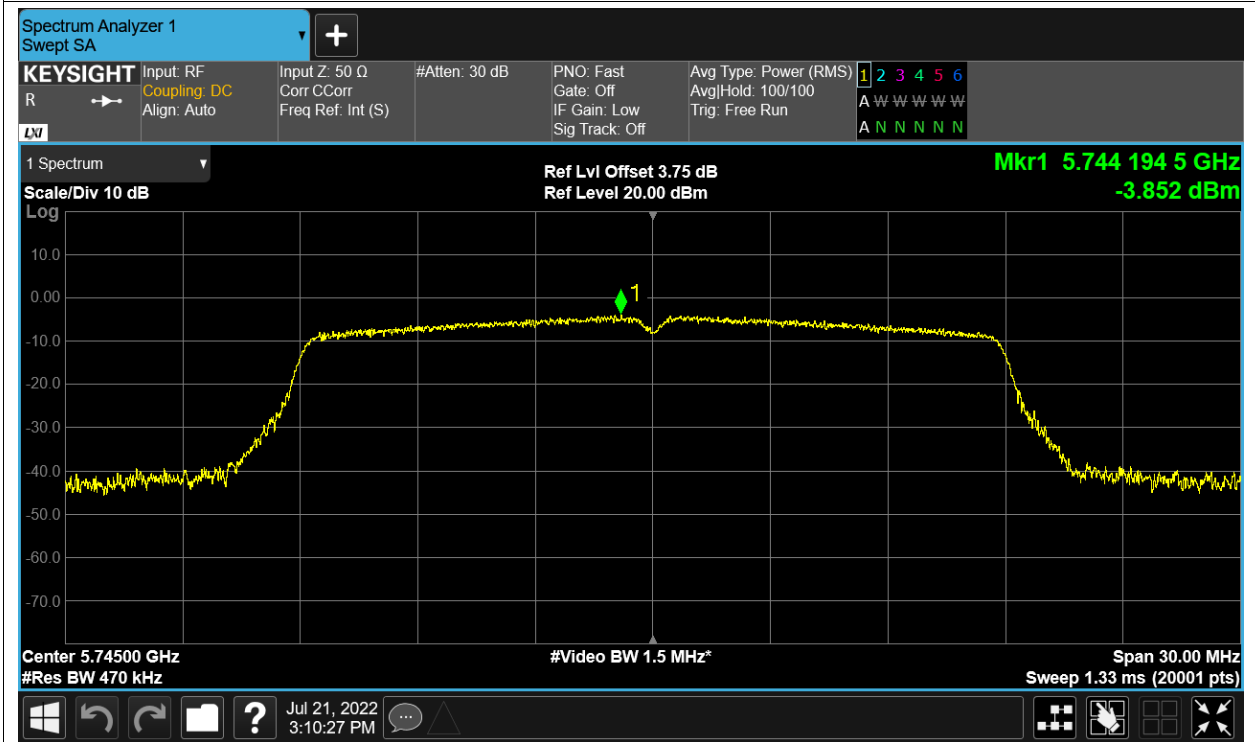 Spectrum Analyzer 1
Swept SA
+
KEYSIGHT
R
LXI
Input: RF
Coupling: DC
Align: Auto
Input Z: 50 Ω
Corr CCorr
Freq Ref: Int (S)
#Atten: 30 dB
PNO: Fast
Gate: Off
IF Gain: Low
Sig Track: Off
Avg Type: Power (RMS)
Avg|Hold: 100/100
Trig: Free Run
1 2 3 4 5 6
A W W W W W
A N N N N N
1 Spectrum
Scale/Div 10 dB
Log
Ref Lvl Offset 3.75 dB
Ref Level 20.00 dBm
Mkr1 5.744 194 5 GHz
-3.852 dBm
10.0
0.00
-10.0
-20.0
-30.0
-40.0
-50.0
-60.0
-70.0
1
Center 5.74500 GHz
#Res BW 470 kHz
#Video BW 1.5 MHz*
Span 30.00 MHz
Sweep 1.33 ms (20001 pts)
?
Jul 21, 2022
3:10:27 PM